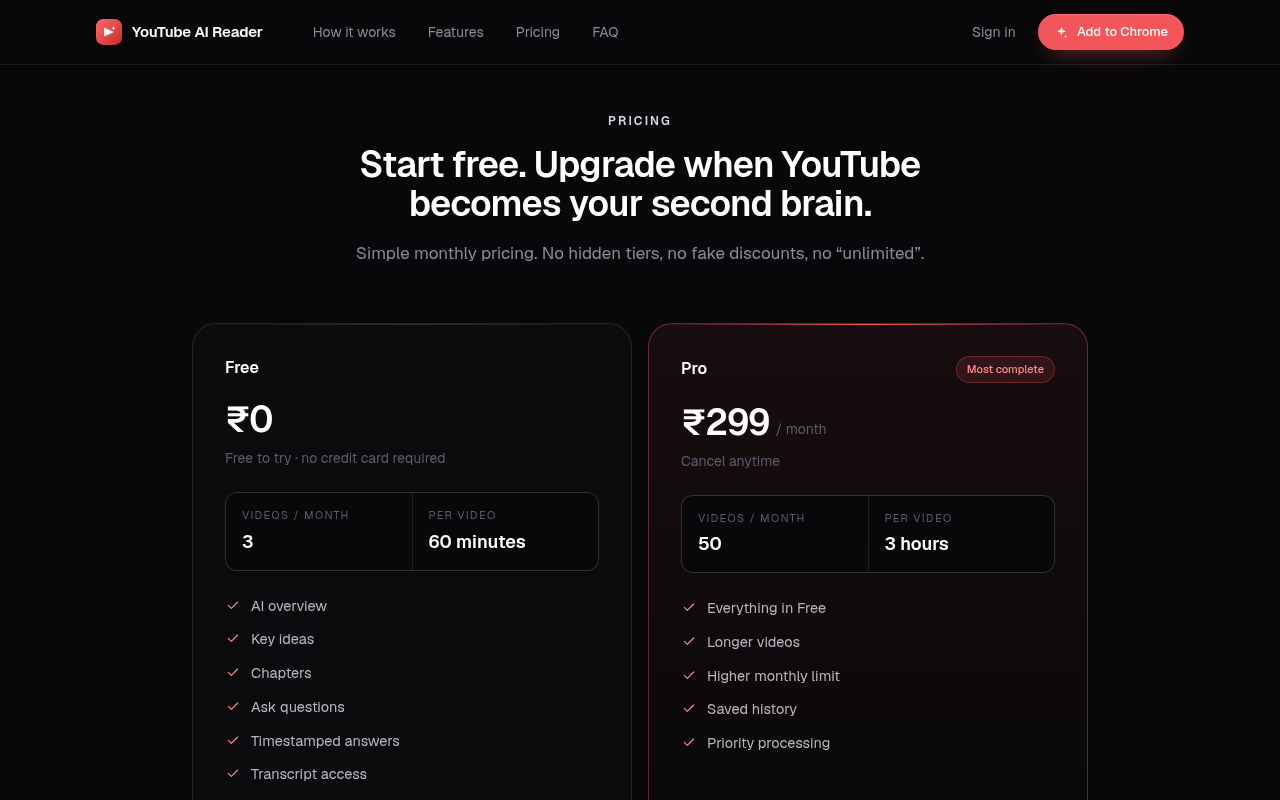 YouTube AI Reader
How it works
Features
Pricing
FAQ
Sign in
Add to Chrome
PRICING
Start free. Upgrade when YouTube
becomes your second brain.
Simple monthly pricing. No hidden tiers, no fake discounts, no “unlimited”.
Free
₹0
Free to try · no credit card required
VIDEOS / MONTH
3
PER VIDEO
60 minutes
AI overview
Key ideas
Chapters
Ask questions
Timestamped answers
Transcript access
Pro
Most complete
₹299 / month
Cancel anytime
VIDEOS / MONTH
50
PER VIDEO
3 hours
Everything in Free
Longer videos
Higher monthly limit
Saved history
Priority processing